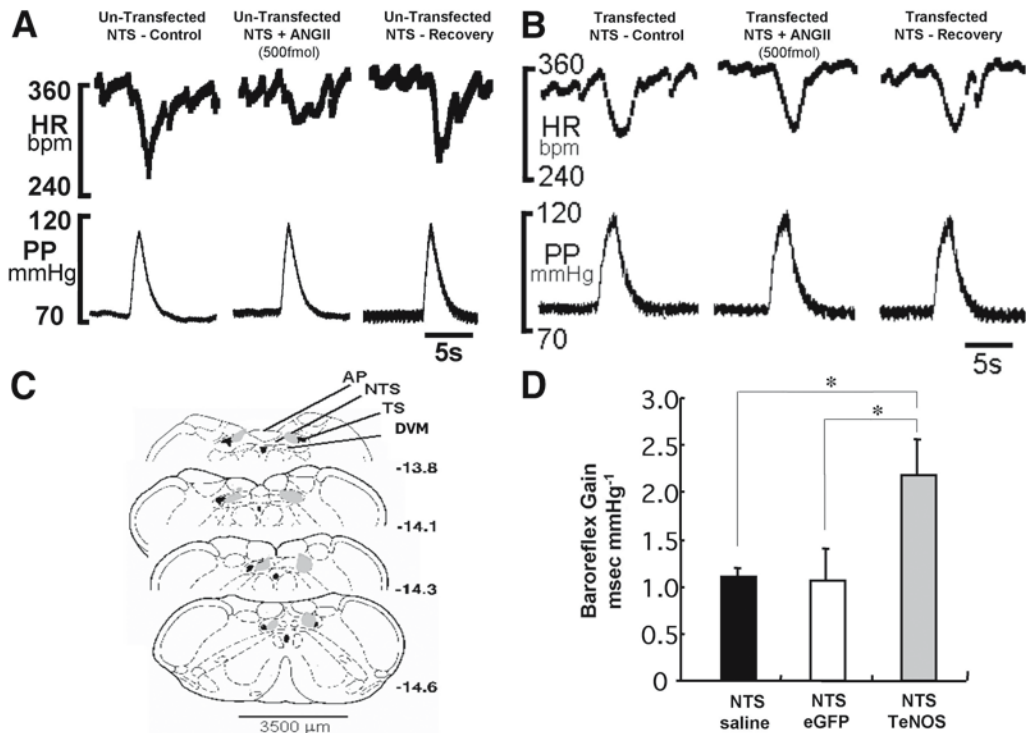 A
Un-Transfected
NTS - Control
Un-Transfected
NTS + ANGII
(500fmol)
Un-Transfected
NTS - Recovery
360
HR
bpm
240
120
PP
mmHg
70
5s
B
Transfected
NTS - Control
Transfected
NTS + ANGII
(500fmol)
Transfected
NTS - Recovery
360
HR
bpm
240
120
PP
mmHg
70
5s
C
AP
NTS
TS
DVM
-13.8
-14.1
-14.3
-14.6
3500 µm
D
Baroreflex Gain
msec mmHg-1
3.0
2.5
2.0
1.5
1.0
0.5
0
*
*
NTS
saline
NTS
eGFP
NTS
TeNOS